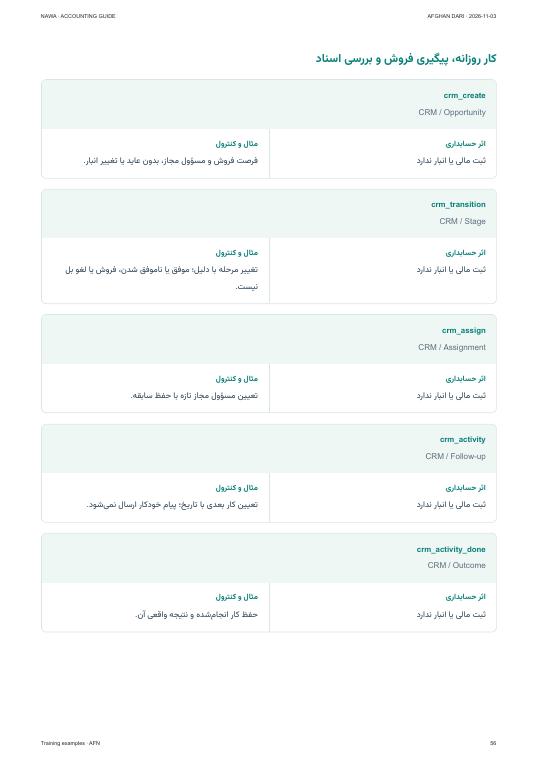 NAWA · ACCOUNTING GUIDE
AFGHAN DARI · 2026-11-03
کار روزانه، پیگیری فروش و بررسی اسناد
crm_create
CRM / Opportunity
اثر حسابداری
ثبت مالی یا انبار ندارد
مثال و کنترول
فرصت فروش و مسؤول مجاز، بدون عاید یا تغییر انبار.
crm_transition
CRM / Stage
اثر حسابداری
ثبت مالی یا انبار ندارد
مثال و کنترول
تغییر مرحله با دلیل؛ موفق یا ناموفق شدن، فروش یا لغو بل
نیست.
crm_assign
CRM / Assignment
اثر حسابداری
ثبت مالی یا انبار ندارد
مثال و کنترول
تعیین مسؤول مجاز تازه با حفظ سابقه.
crm_activity
CRM / Follow-up
اثر حسابداری
ثبت مالی یا انبار ندارد
مثال و کنترول
تعیین کار بعدی با تاریخ؛ پیام خودکار ارسال نمی‌شود.
crm_activity_done
CRM / Outcome
اثر حسابداری
ثبت مالی یا انبار ندارد
مثال و کنترول
حفظ کار انجام‌شده و نتیجه واقعی آن.
Training examples · AFN
56